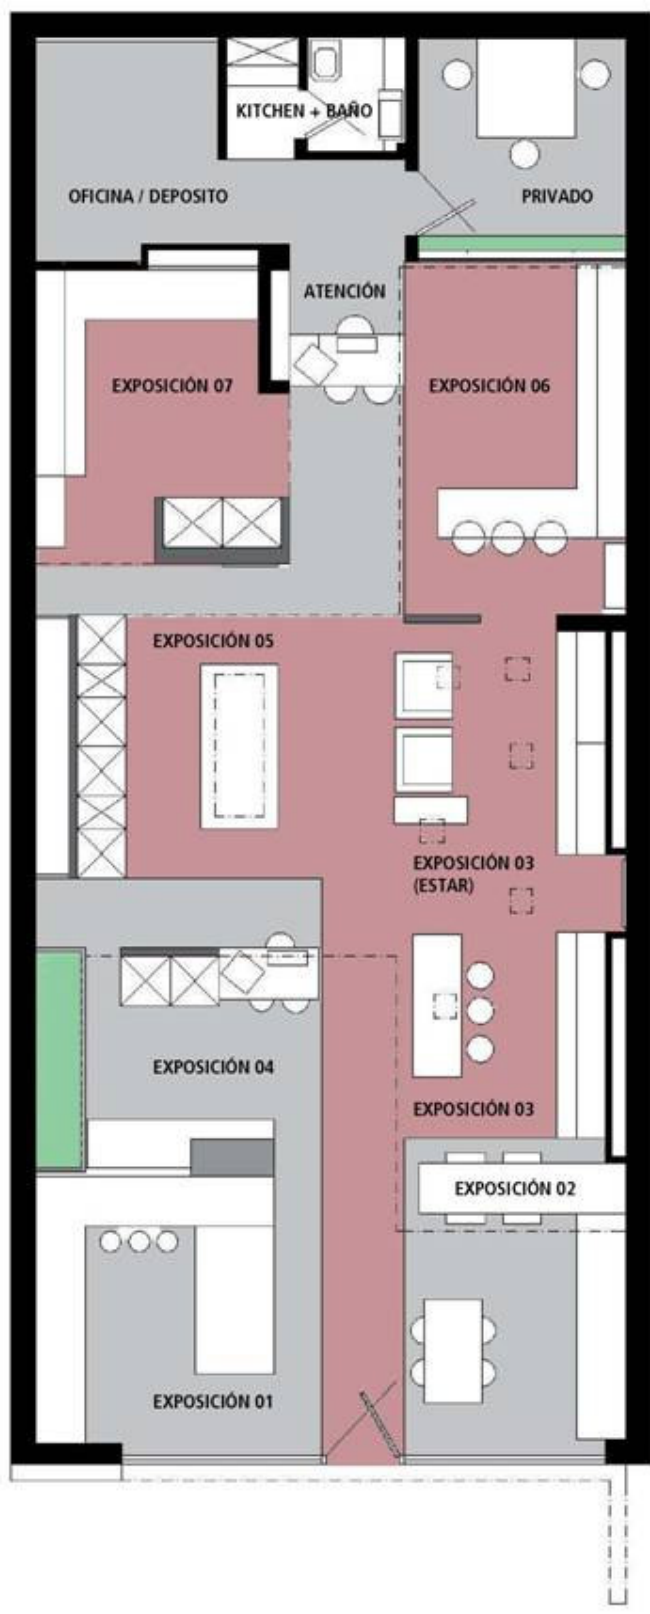 KITCHEN + BAÑO
OFICINA / DEPOSITO
PRIVADO
ATENCIÓN
EXPOSICIÓN 07
EXPOSICIÓN 06
EXPOSICIÓN 05
EXPOSICIÓN 03
(ESTAR)
EXPOSICIÓN 04
EXPOSICIÓN 03
EXPOSICIÓN 02
EXPOSICIÓN 01